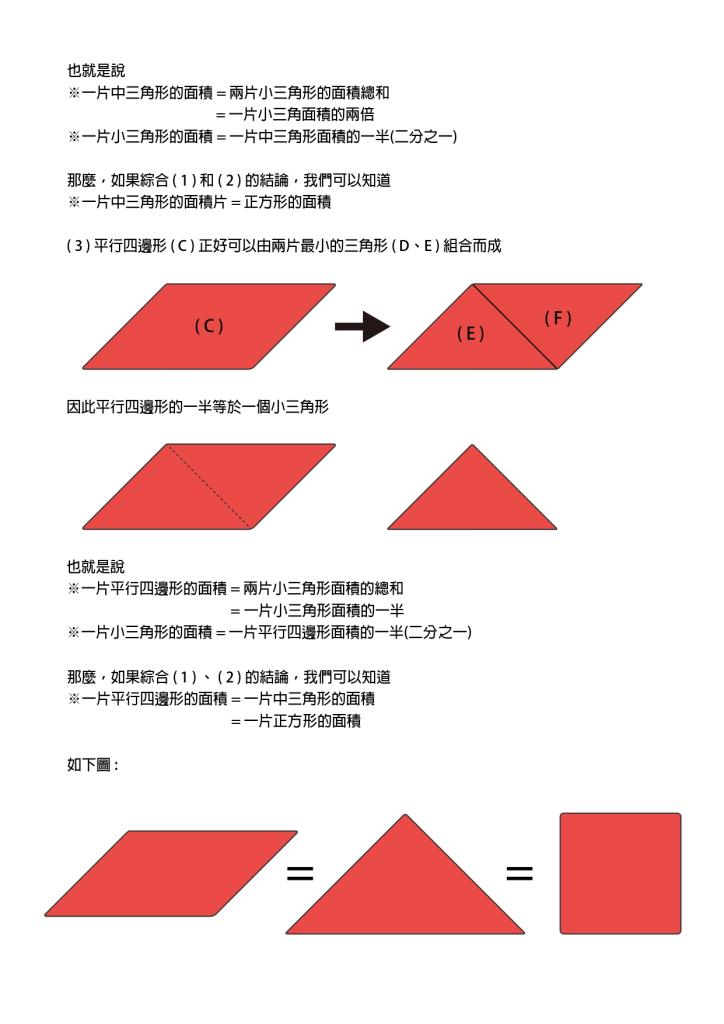 也就是說
※一片中三角形的面積 = 兩片小三角形的面積總和
= 一片小三角面積的兩倍
※一片小三角形的面積 = 一片中三角形面積的一半(二分之一)
那麼，如果綜合 ( 1 ) 和 ( 2 ) 的結論，我們可以知道
※一片中三角形的面積片 = 正方形的面積
( 3 ) 平行四邊形 ( C ) 正好可以由兩片最小的三角形 ( D、E ) 組合而成
( C )
( E )
( F )
因此平行四邊形的一半等於一個小三角形
也就是說
※一片平行四邊形的面積 = 兩片小三角形面積的總和
= 一片小三角形面積的一半
※一片小三角形的面積 = 一片平行四邊形面積的一半(二分之一)
那麼，如果綜合 ( 1 ) 、 ( 2 ) 的結論，我們可以知道
※一片平行四邊形的面積 = 一片中三角形的面積
= 一片正方形的面積
如下圖 :
= =